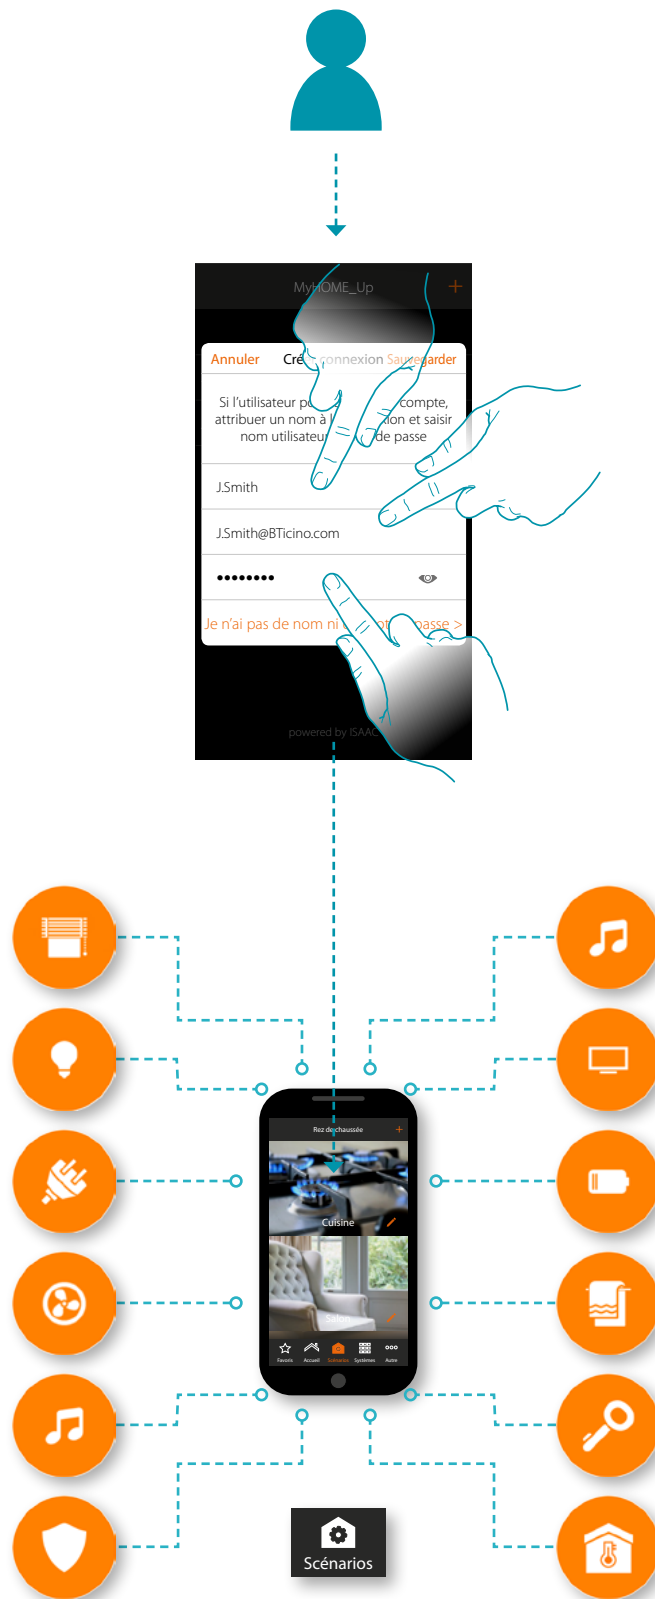 MyHOME_Up +
Annuler Créer connexion Sauvegarder
Si l'utilisateur compte,
attribuer un nom à et saisir
nom utilisateur de passe
J.Smith
J.Smith@BTicino.com
••••••••
Je n'ai pas de nom ni passe >
powered by ISAAC
Rez de chaussée +
Cuisine
Salon
Favoris Accueil Scénarios Systèmes Autre
Scénarios